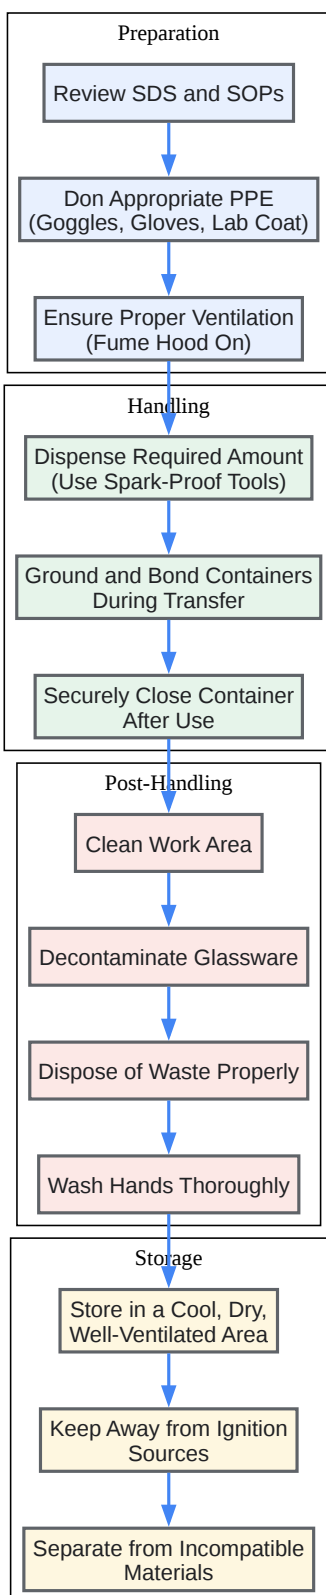 Preparation
Review SDS and SOPs
Don Appropriate PPE
(Goggles, Gloves, Lab Coat)
Ensure Proper Ventilation
(Fume Hood On)
Handling
Dispense Required Amount
(Use Spark-Proof Tools)
Ground and Bond Containers
During Transfer
Securely Close Container
After Use
Post-Handling
Clean Work Area
Decontaminate Glassware
Dispose of Waste Properly
Wash Hands Thoroughly
Storage
Store in a Cool, Dry,
Well-Ventilated Area
Keep Away from Ignition
Sources
Separate from Incompatible
Materials